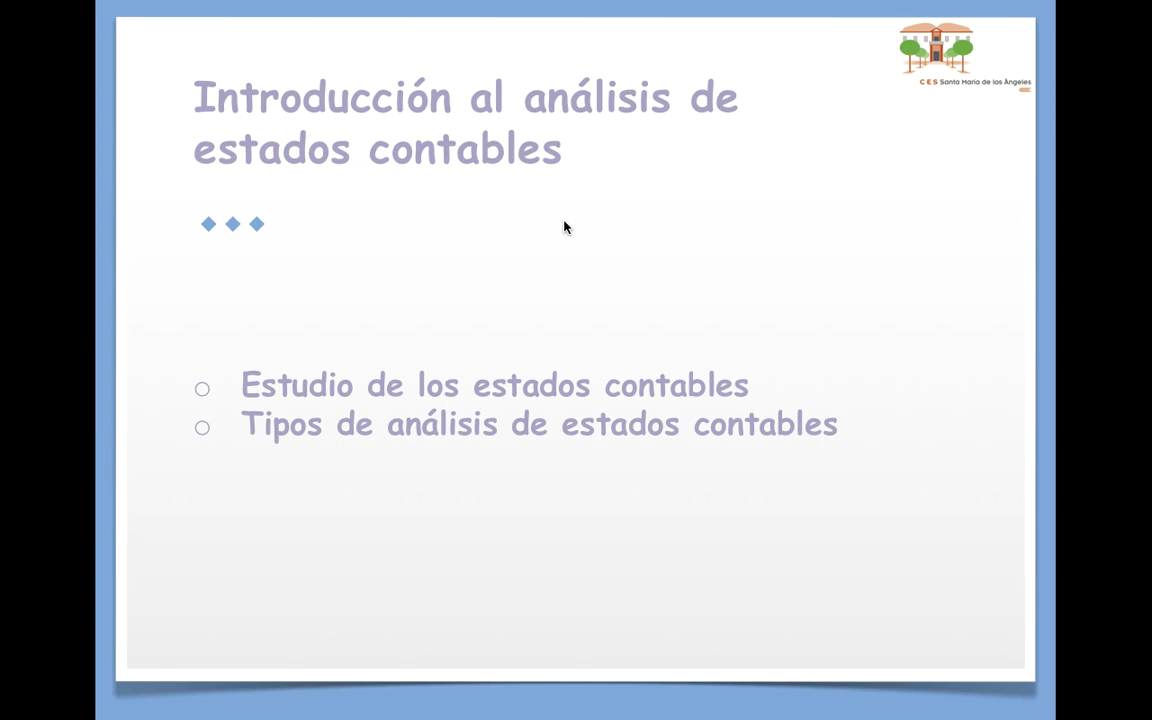 CES Santa María de los Ángeles
Introducción al análisis de
estados contables
Estudio de los estados contables
Tipos de análisis de estados contables